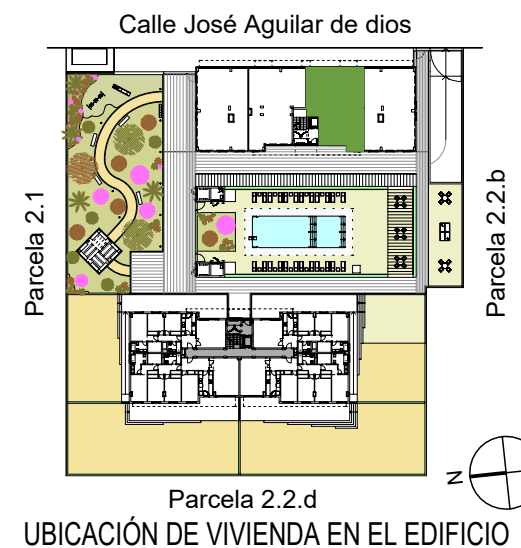 Calle José Aguilar de dios
Parcela 2.1
Parcela 2.2.b
N
Parcela 2.2.d
UBICACIÓN DE VIVIENDA EN EL EDIFICIO